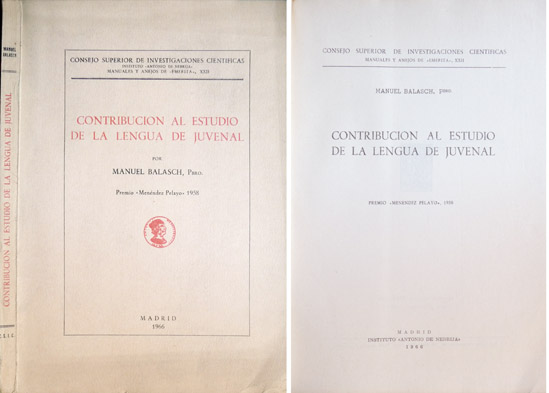 MANUEL
BALASCH
CONTRIBUCION AL ESTUDIO DE LA LENGUA DE JUVENAL
C.S.I.C.
CONSEJO SUPERIOR DE INVESTIGACIONES CIENTIFICAS
INSTITUTO «ANTONIO DE NEBRIJA»
MANUALES Y ANEJOS DE «EMERITA», XXII
CONTRIBUCION AL ESTUDIO
DE LA LENGUA DE JUVENAL
POR
MANUEL BALASCH, PBRO.
Premio «Menéndez Pelayo» 1958
MADRID
1966
CONSEJO SUPERIOR DE INVESTIGACIONES CIENTIFICAS
MANUALES Y ANEJOS DE «EMERITA», XXII
MANUEL BALASCH, PBRO.
CONTRIBUCION AL ESTUDIO
DE LA LENGUA DE JUVENAL
PREMIO «MENENDEZ PELAYO», 1958
MADRID
INSTITUTO «ANTONIO DE NEBRIJA»
1966